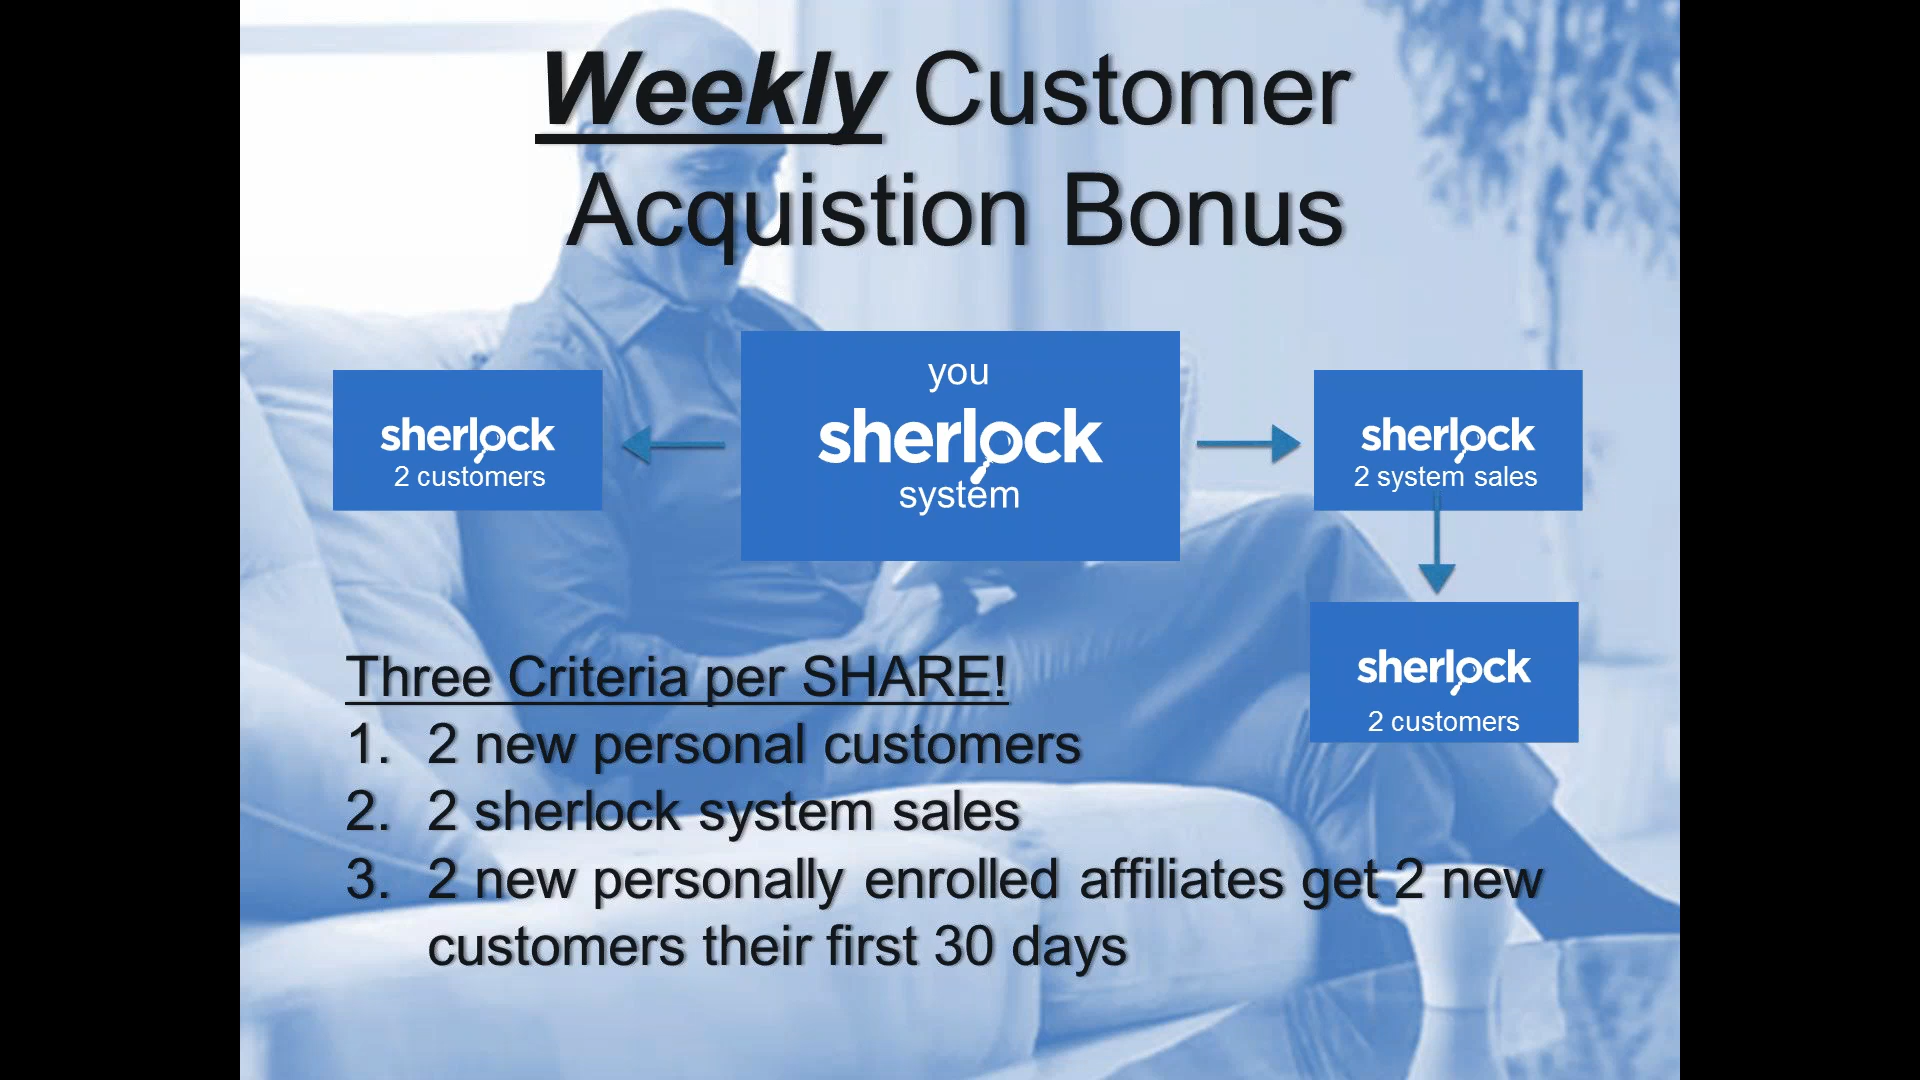 Weekly Customer
Acquistion Bonus
you
sherlock
system
sherlock
2 customers
sherlock
2 system sales
sherlock
2 customers
Three Criteria per SHARE!
1. 2 new personal customers
2. 2 sherlock system sales
3. 2 new personally enrolled affiliates get 2 new
customers their first 30 days